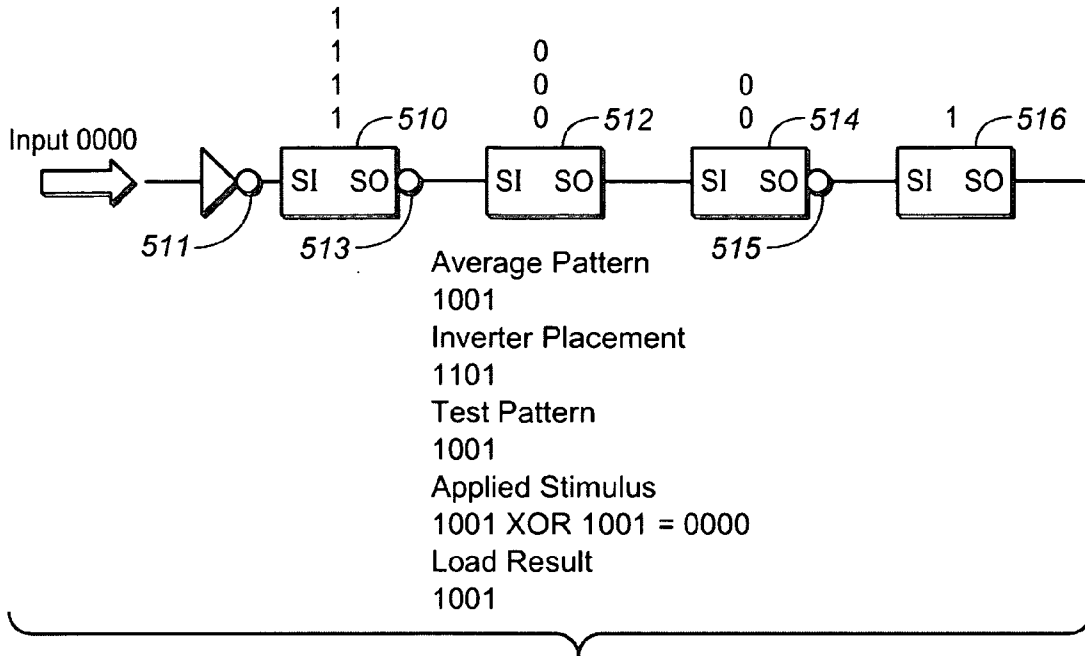 1
1 0
1 0 0
1 510 0 512 0 514 1 516
Input 0000
SI SO SI SO SI SO SI SO
511 513 515
Average Pattern
1001
Inverter Placement
1101
Test Pattern
1001
Applied Stimulus
1001 XOR 1001 = 0000
Load Result
1001